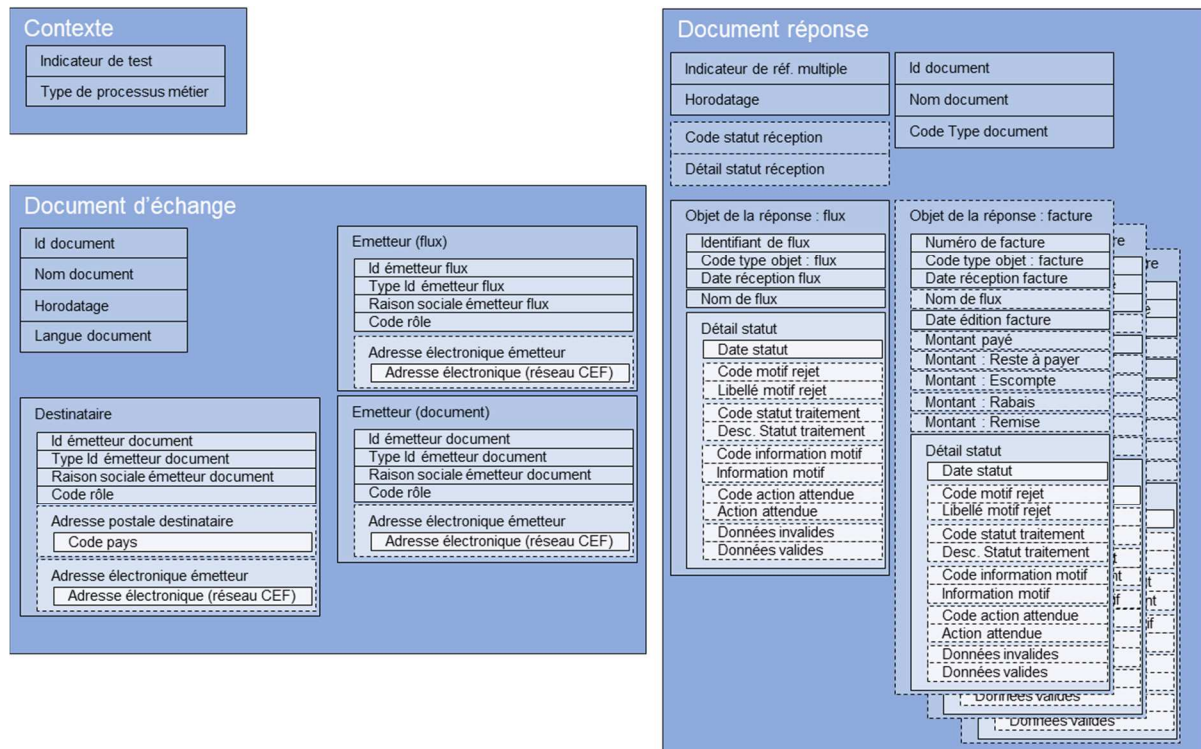 Contexte
Indicateur de test
Type de processus métier
Document d'échange
Id document
Nom document
Horodatage
Langue document
Emetteur (flux)
Id émetteur flux
Type Id émetteur flux
Raison sociale émetteur flux
Code rôle
Adresse électronique émetteur
Adresse électronique (réseau CEF)
Destinataire
Id émetteur document
Type Id émetteur document
Raison sociale émetteur document
Code rôle
Adresse postale destinataire
Code pays
Adresse électronique émetteur
Adresse électronique (réseau CEF)
Emetteur (document)
Id émetteur document
Type Id émetteur document
Raison sociale émetteur document
Code rôle
Adresse électronique émetteur
Adresse électronique (réseau CEF)
Document réponse
Indicateur de réf. multiple
Horodatage
Code statut réception
Détail statut réception
Id document
Nom document
Code Type document
Objet de la réponse : flux
Identifiant de flux
Code type objet : flux
Date réception flux
Nom de flux
Détail statut
Date statut
Code motif rejet
Libellé motif rejet
Code statut traitement
Desc. Statut traitement
Code information motif
Information motif
Code action attendue
Action attendue
Données invalides
Données valides
Objet de la réponse : facture
Numéro de facture
Code type objet : facture
Date réception facture
Nom de flux
Date édition facture
Montant payé
Montant : Reste à payer
Montant : Escompte
Montant : Rabais
Montant : Remise
Détail statut
Date statut
Code motif rejet
Libellé motif rejet
Code statut traitement
Desc. Statut traitement
Code information motif
Information motif
Code action attendue
Action attendue
Données invalides
Données valides
Données valides
Données valides